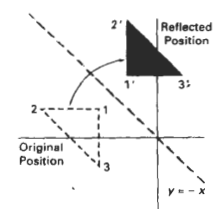 2'
Reflected
Position
1'
3'
2
1
Original
Position
3
y = - x